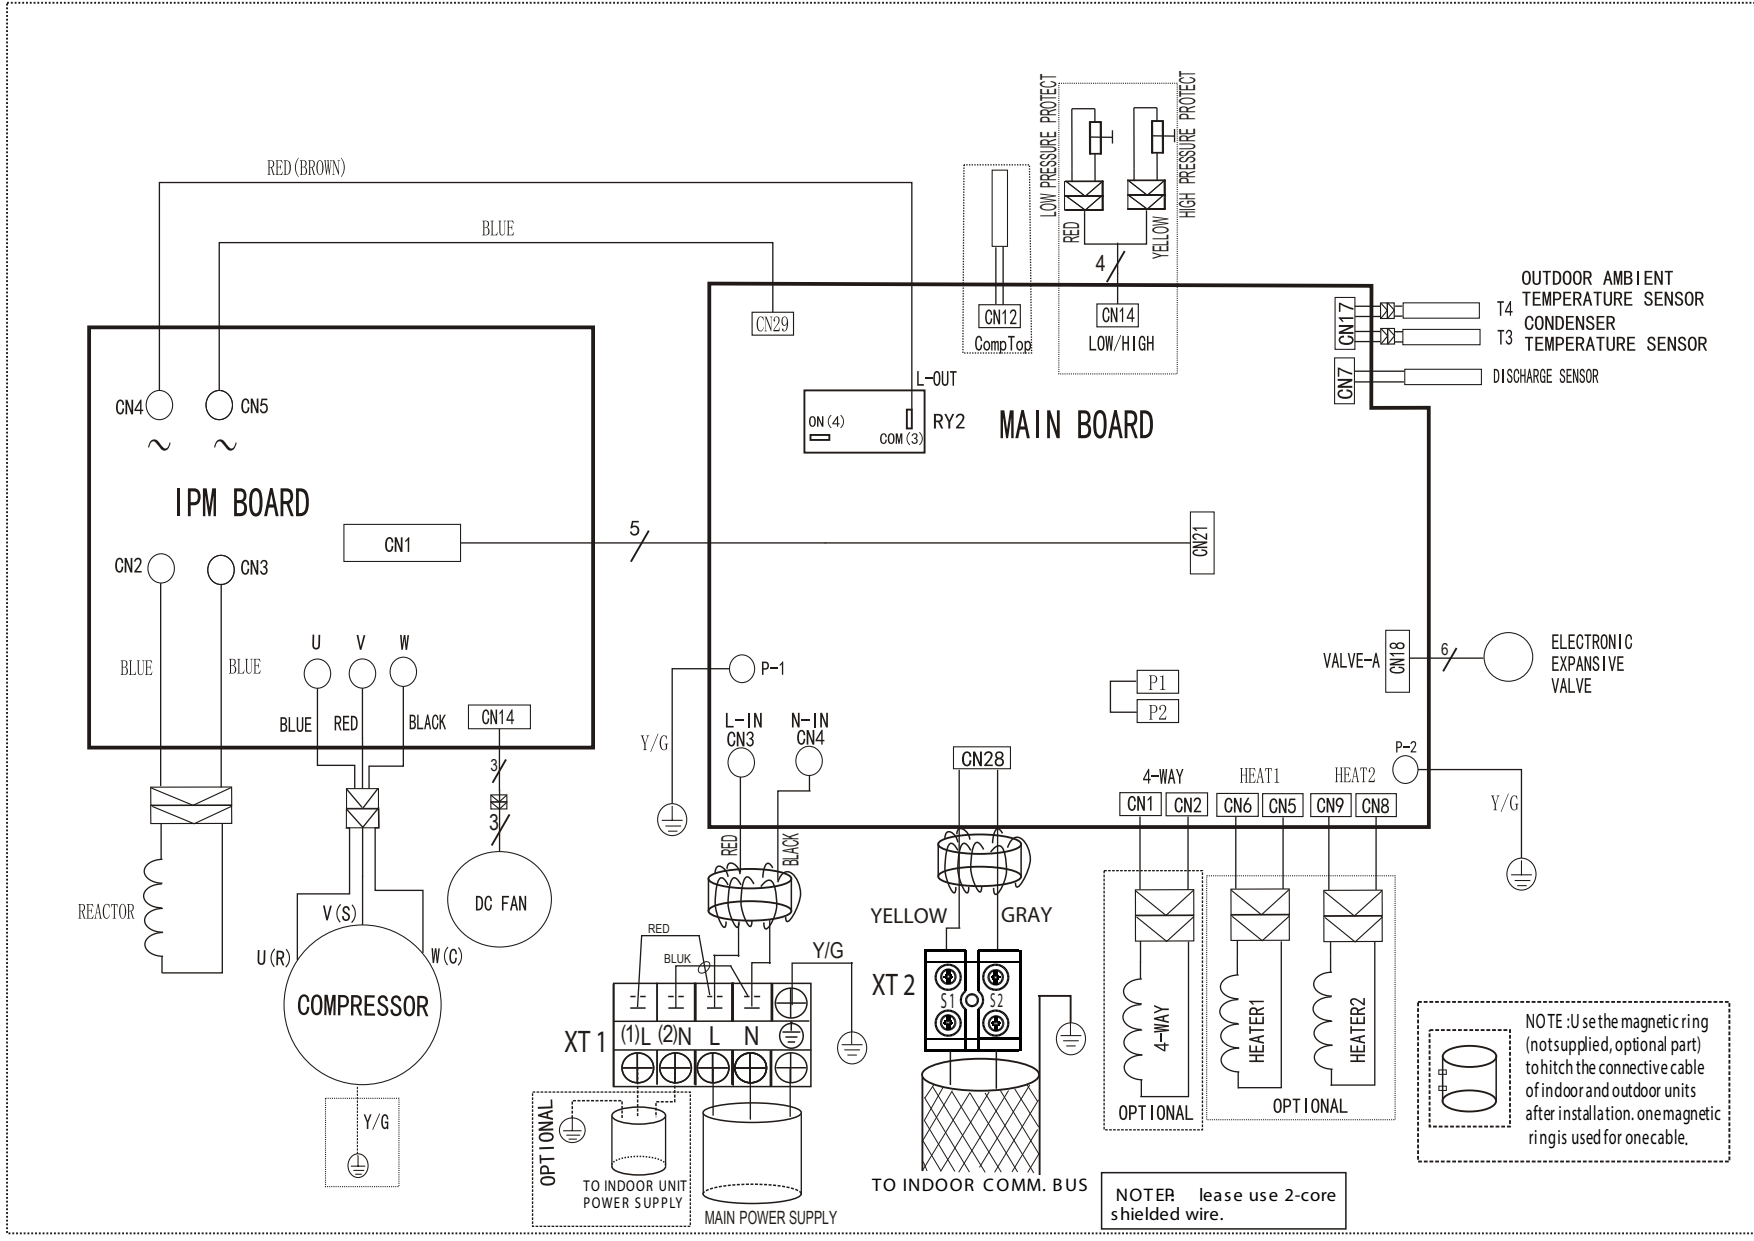 RED(BROWN)
BLUE
LOW PRESSURE PROTECT
HIGH PRESSURE PROTECT
RED
YELLOW
4
CN29
CN12
CompTop
CN14
LOW/HIGH
CN17
CN7
T4
OUTDOOR AMBIENT
TEMPERATURE SENSOR
T3
CONDENSER
TEMPERATURE SENSOR
DISCHARGE SENSOR
L-OUT
ON(4)
COM(3)
RY2
MAIN BOARD
CN4
CN5
~
~
IPM BOARD
CN1
5
CN21
CN2
CN3
BLUE
BLUE
U
V
W
BLUE
RED
BLACK
CN14
3
3
DC FAN
REACTOR
V(S)
U(R)
W(C)
COMPRESSOR
Y/G
P-1
Y/G
L-IN
CN3
N-IN
CN4
CN28
P1
P2
VALVE-A
CN18
6
ELECTRONIC
EXPANSIVE
VALVE
P-2
Y/G
4-WAY
HEAT1
HEAT2
CN1
CN2
CN6
CN5
CN9
CN8
RED
BLACK
RED
BLUK
Y/G
XT 1
(1)L
(2)N
L
N
OPTIONAL
TO INDOOR UNIT
POWER SUPPLY
MAIN POWER SUPPLY
YELLOW
GRAY
XT 2
S1
S2
TO INDOOR COMM. BUS
4-WAY
OPTIONAL
HEATER1
HEATER2
OPTIONAL
NOTEP: lease use 2-core
shielded wire.
NOTE :Use the magnetic ring
(not supplied, optional part)
to hitch the connective cable
of indoor and outdoor units
after installation. one magnetic
ring is used for one cable.